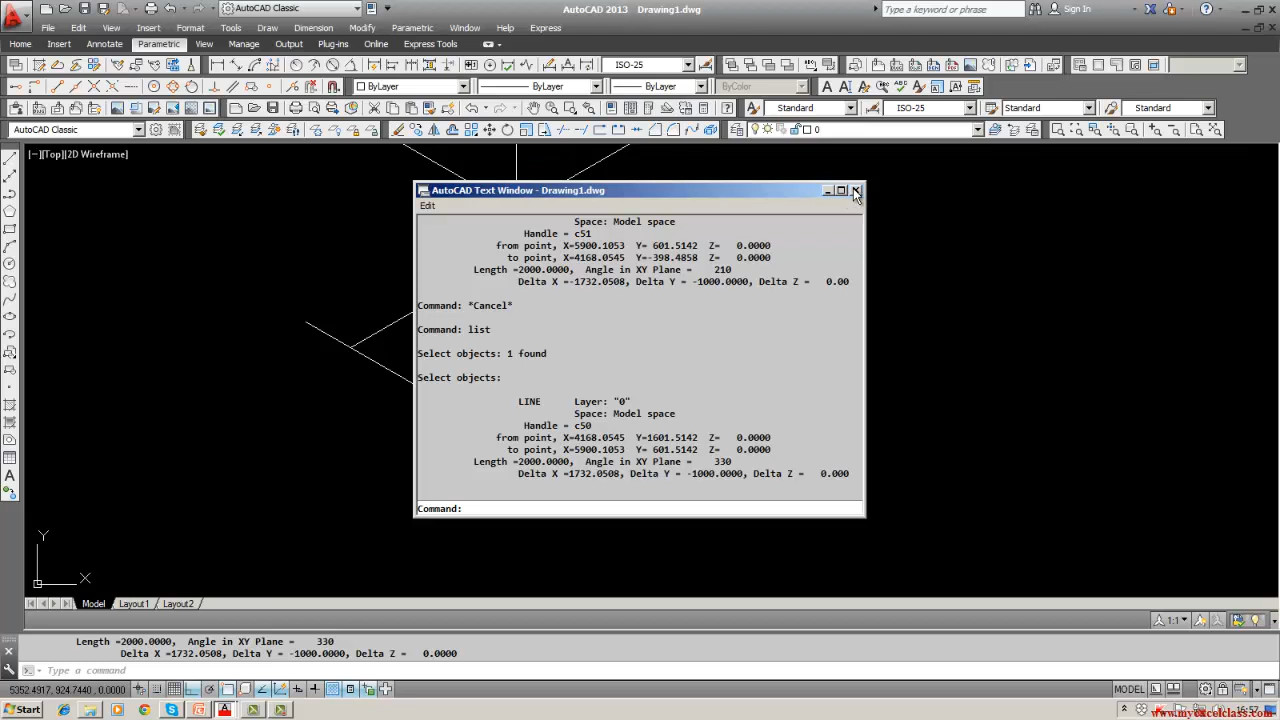 AutoCAD Classic
AutoCAD 2013 Drawing1.dwg
Type a keyword or phrase
Sign In
File Edit View Insert Format Tools Draw Dimension Modify Parametric Window Help Express
Home Insert Annotate Parametric View Manage Output Plug-ins Online Express Tools
ISO-25
ByLayer ByLayer ByLayer ByColor
Standard ISO-25 Standard Standard
AutoCAD Classic
0
[−][Top][2D Wireframe]
AutoCAD Text Window - Drawing1.dwg
Edit
Space: Model space
Handle = c51
from point, X=5900.1053 Y= 601.5142 Z= 0.0000
to point, X=4168.0545 Y=-398.4858 Z= 0.0000
Length =2000.0000, Angle in XY Plane = 210
Delta X =-1732.0508, Delta Y = -1000.0000, Delta Z = 0.00
Command: *Cancel*
Command: list
Select objects: 1 found
Select objects:
LINE Layer: "0"
Space: Model space
Handle = c50
from point, X=4168.0545 Y=1601.5142 Z= 0.0000
to point, X=5900.1053 Y= 601.5142 Z= 0.0000
Length =2000.0000, Angle in XY Plane = 330
Delta X =1732.0508, Delta Y = -1000.0000, Delta Z = 0.000
Command:
Y
X
Model Layout1 Layout2
1:1
Length =2000.0000, Angle in XY Plane = 330
Delta X =1732.0508, Delta Y = -1000.0000, Delta Z = 0.0000
Type a command
5352.4917, 924.7440, 0.0000
MODEL
Start
16:52
www.myexcelclass.com